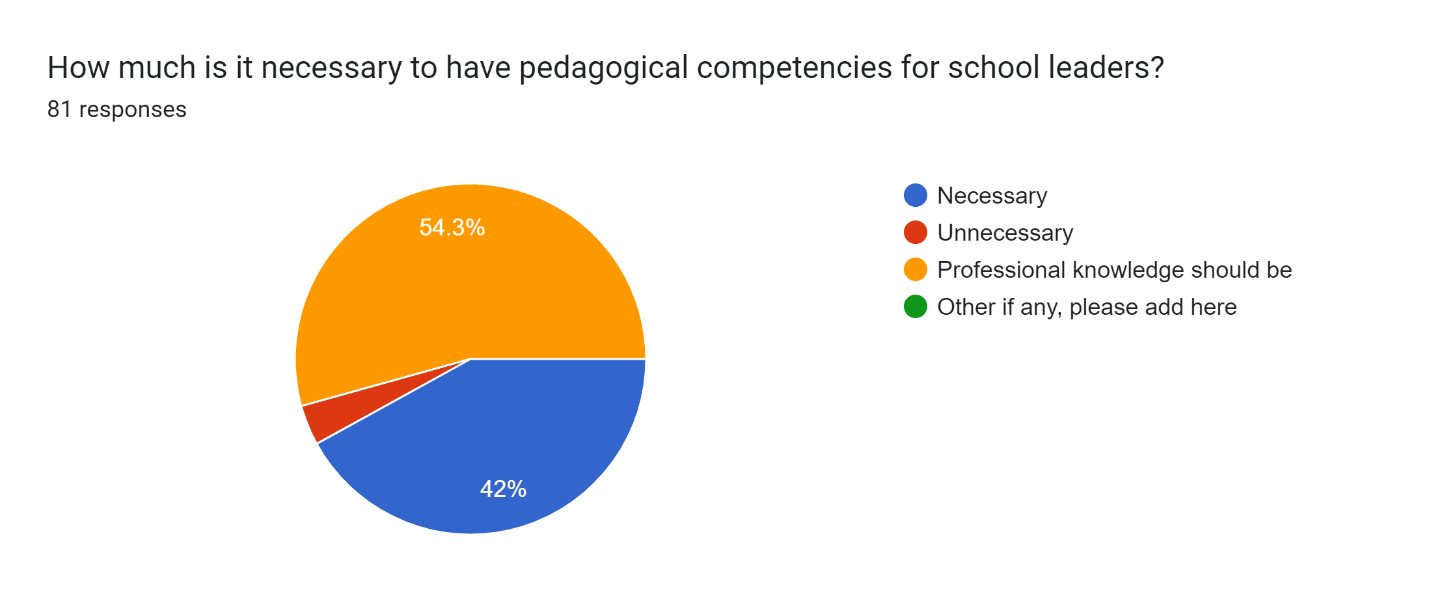 How much is it necessary to have pedagogical competencies for school leaders?
81 responses
54.3%
42%
Necessary
Unnecessary
Professional knowledge should be
Other if any, please add here